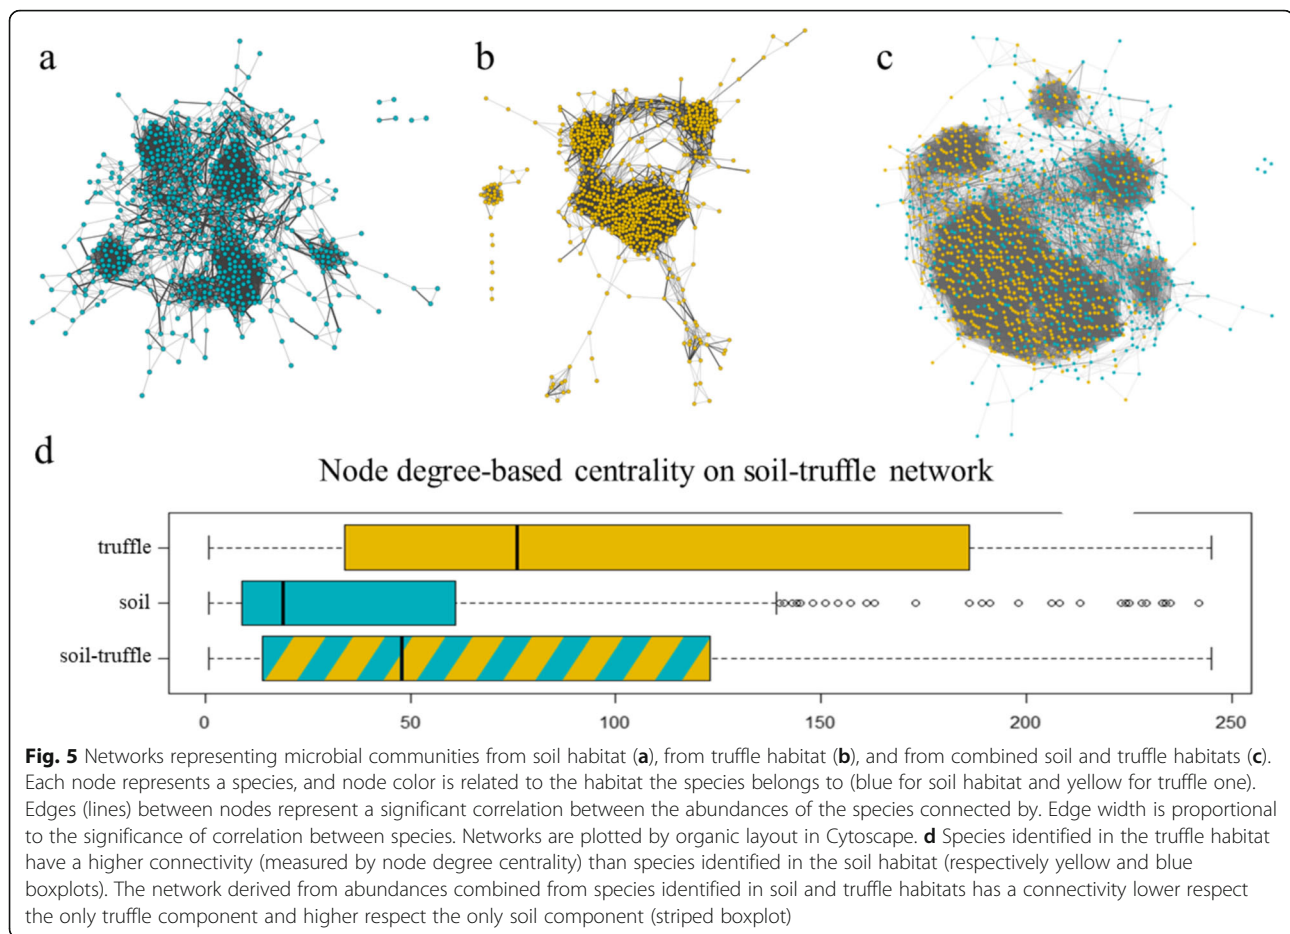 a
b
c
d
Node degree-based centrality on soil-truffle network
truffle
soil
soil-truffle
0 50 100 150 200 250
Fig. 5 Networks representing microbial communities from soil habitat (a), from truffle habitat (b), and from combined soil and truffle habitats (c).
Each node represents a species, and node color is related to the habitat the species belongs to (blue for soil habitat and yellow for truffle one).
Edges (lines) between nodes represent a significant correlation between the abundances of the species connected by. Edge width is proportional
to the significance of correlation between species. Networks are plotted by organic layout in Cytoscape. d Species identified in the truffle habitat
have a higher connectivity (measured by node degree centrality) than species identified in the soil habitat (respectively yellow and blue
boxplots). The network derived from abundances combined from species identified in soil and truffle habitats has a connectivity lower respect
the only truffle component and higher respect the only soil component (striped boxplot)